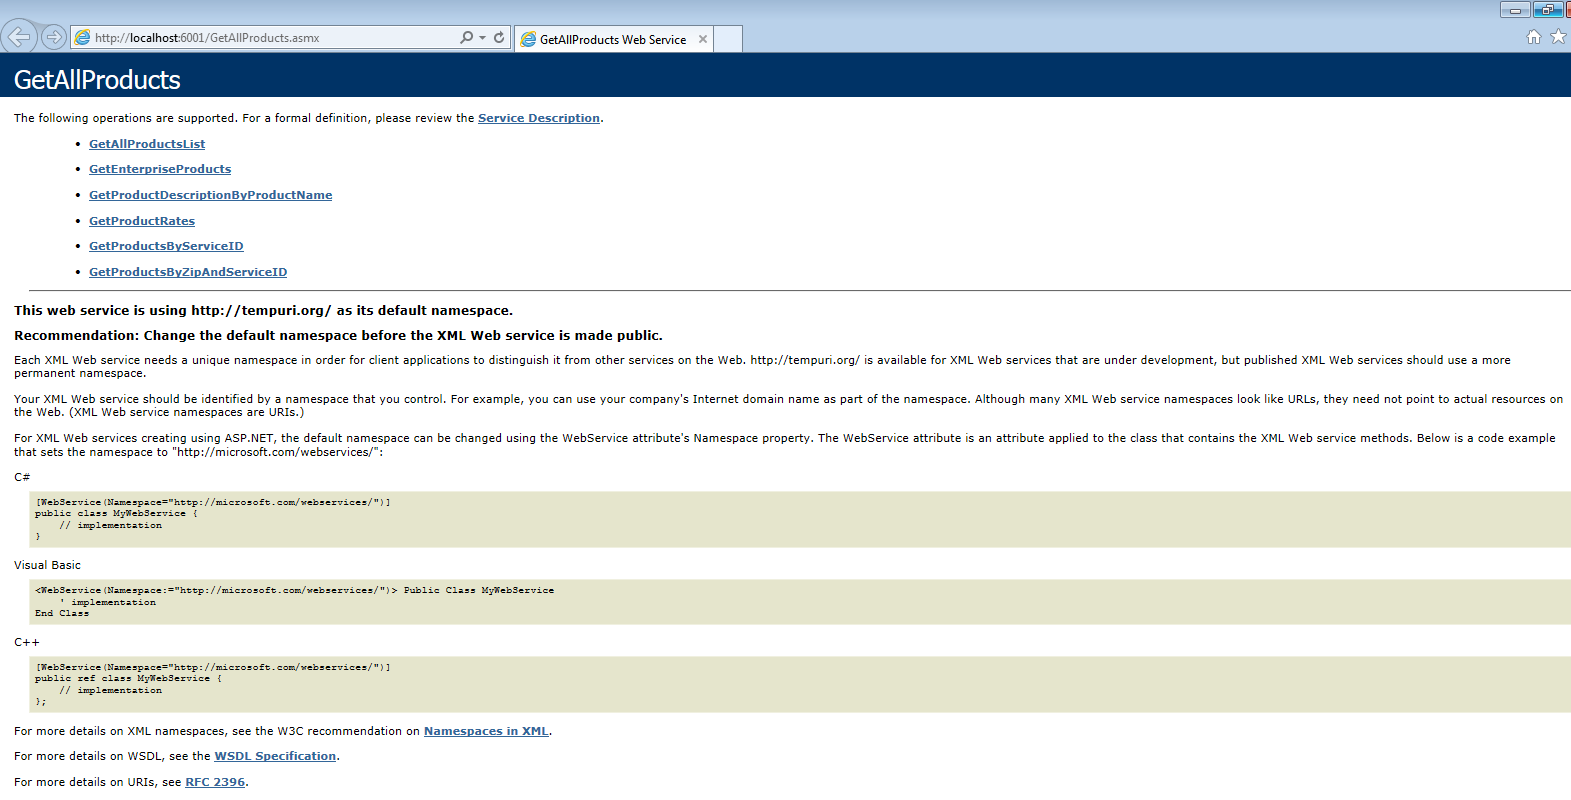 http://localhost:6001/GetAllProducts.asmx
GetAllProducts Web Service
GetAllProducts
The following operations are supported. For a formal definition, please review the Service Description.
• GetAllProductsList
• GetEnterpriseProducts
• GetProductDescriptionByProductName
• GetProductRates
• GetProductsByServiceID
• GetProductsByZipAndServiceID
This web service is using http://tempuri.org/ as its default namespace.
Recommendation: Change the default namespace before the XML Web service is made public.
Each XML Web service needs a unique namespace in order for client applications to distinguish it from other services on the Web. http://tempuri.org/ is available for XML Web services that are under development, but published XML Web services should use a more
permanent namespace.
Your XML Web service should be identified by a namespace that you control. For example, you can use your company's Internet domain name as part of the namespace. Although many XML Web service namespaces look like URLs, they need not point to actual resources on
the Web. (XML Web service namespaces are URIs.)
For XML Web services creating using ASP.NET, the default namespace can be changed using the WebService attribute's Namespace property. The WebService attribute is an attribute applied to the class that contains the XML Web service methods. Below is a code example
that sets the namespace to "http://microsoft.com/webservices/":
C#
[WebService(Namespace="http://microsoft.com/webservices/")]
public class MyWebService {
    // implementation
}
Visual Basic
<WebService(Namespace:="http://microsoft.com/webservices/")> Public Class MyWebService
    ' implementation
End Class
C++
[WebService(Namespace="http://microsoft.com/webservices/")]
public ref class MyWebService {
    // implementation
};
For more details on XML namespaces, see the W3C recommendation on Namespaces in XML.
For more details on WSDL, see the WSDL Specification.
For more details on URIs, see RFC 2396.